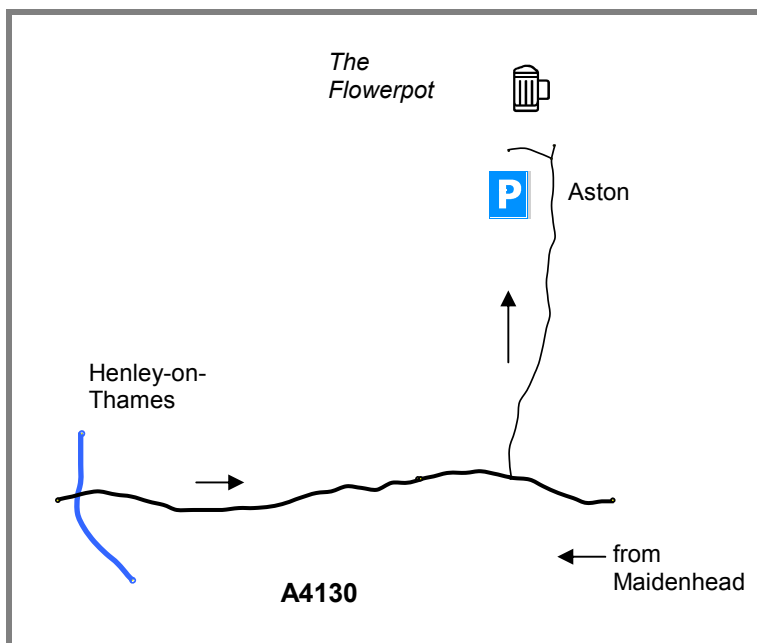 The
Flowerpot
P
Aston
Henley-on-
Thames
from
Maidenhead
A4130